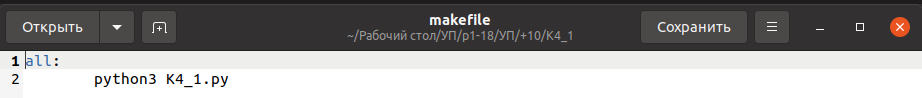 Открыть
makefile
~/Рабочий стол/УП/p1-18/УП/+10/K4_1
Сохранить
1 all:
2 python3 K4_1.py